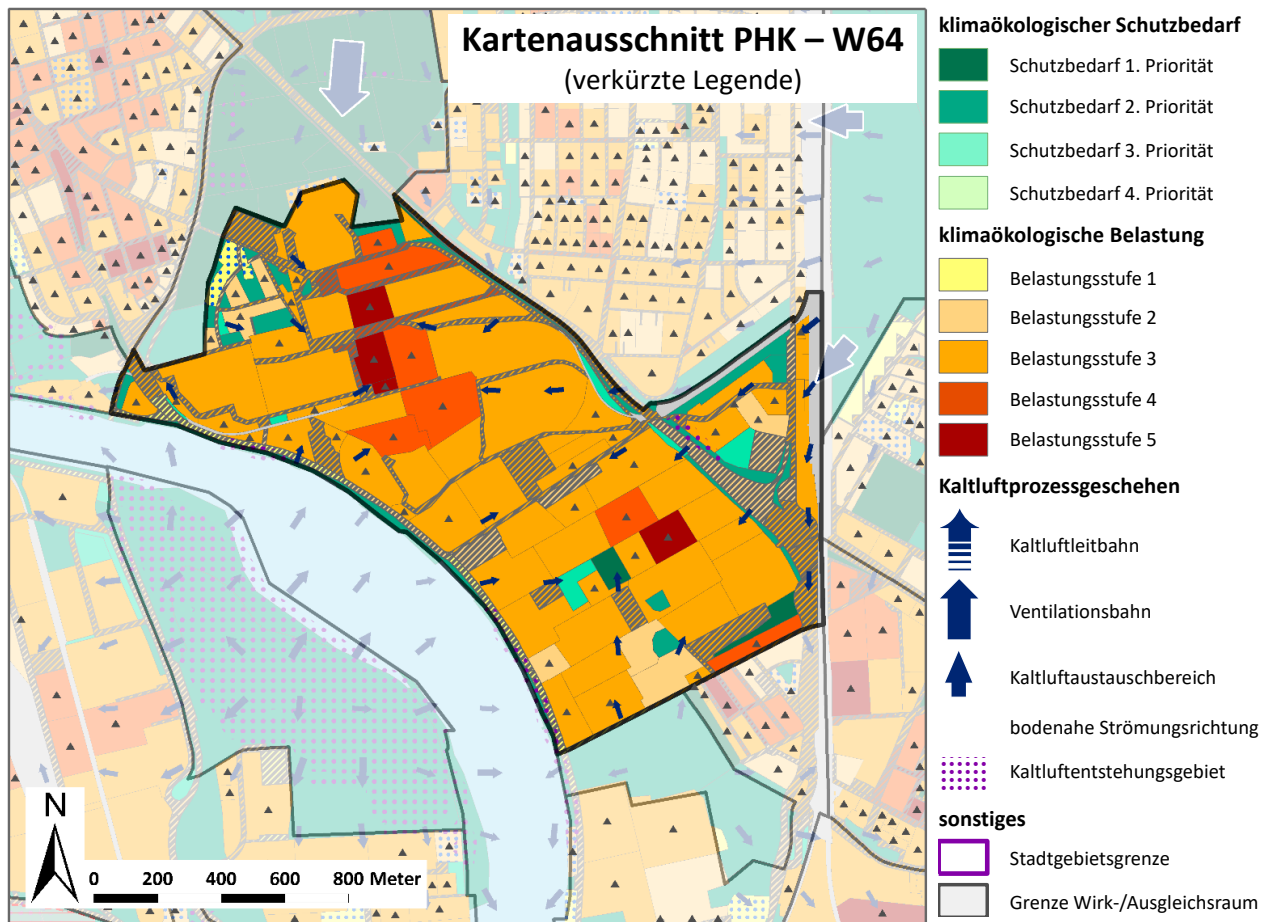 Kartenausschnitt PHK – W64
(verkürzte Legende)
klimaökologischer Schutzbedarf
Schutzbedarf 1. Priorität
Schutzbedarf 2. Priorität
Schutzbedarf 3. Priorität
Schutzbedarf 4. Priorität
klimaökologische Belastung
Belastungsstufe 1
Belastungsstufe 2
Belastungsstufe 3
Belastungsstufe 4
Belastungsstufe 5
Kaltluftprozessgeschehen
Kaltluftleitbahn
Ventilationsbahn
Kaltluftaustauschbereich
bodenahe Strömungsrichtung
Kaltluftentstehungsgebiet
sonstiges
Stadtgebietsgrenze
Grenze Wirk-/Ausgleichsraum
N
0 200 400 600 800 Meter